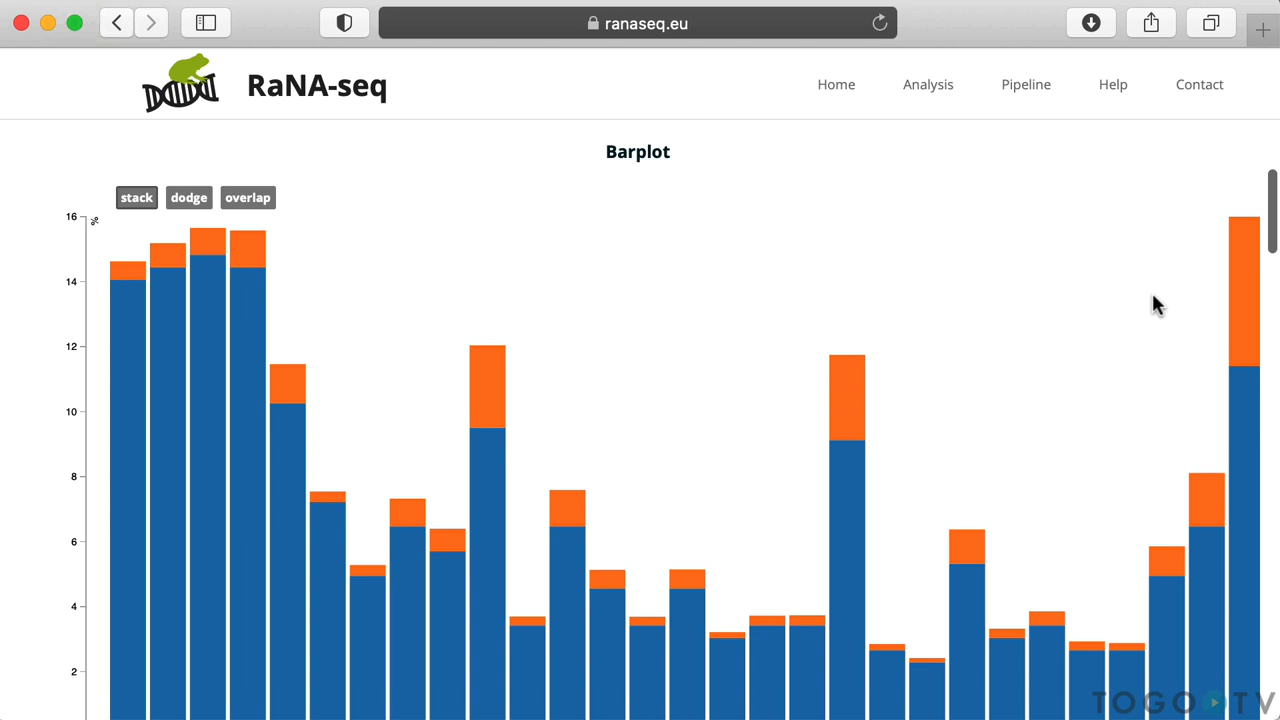 ranaseq.eu
RaNA-seq
Home Analysis Pipeline Help Contact
Barplot
stack dodge overlap
%
16
14
12
10
8
6
4
2
TOGO TV